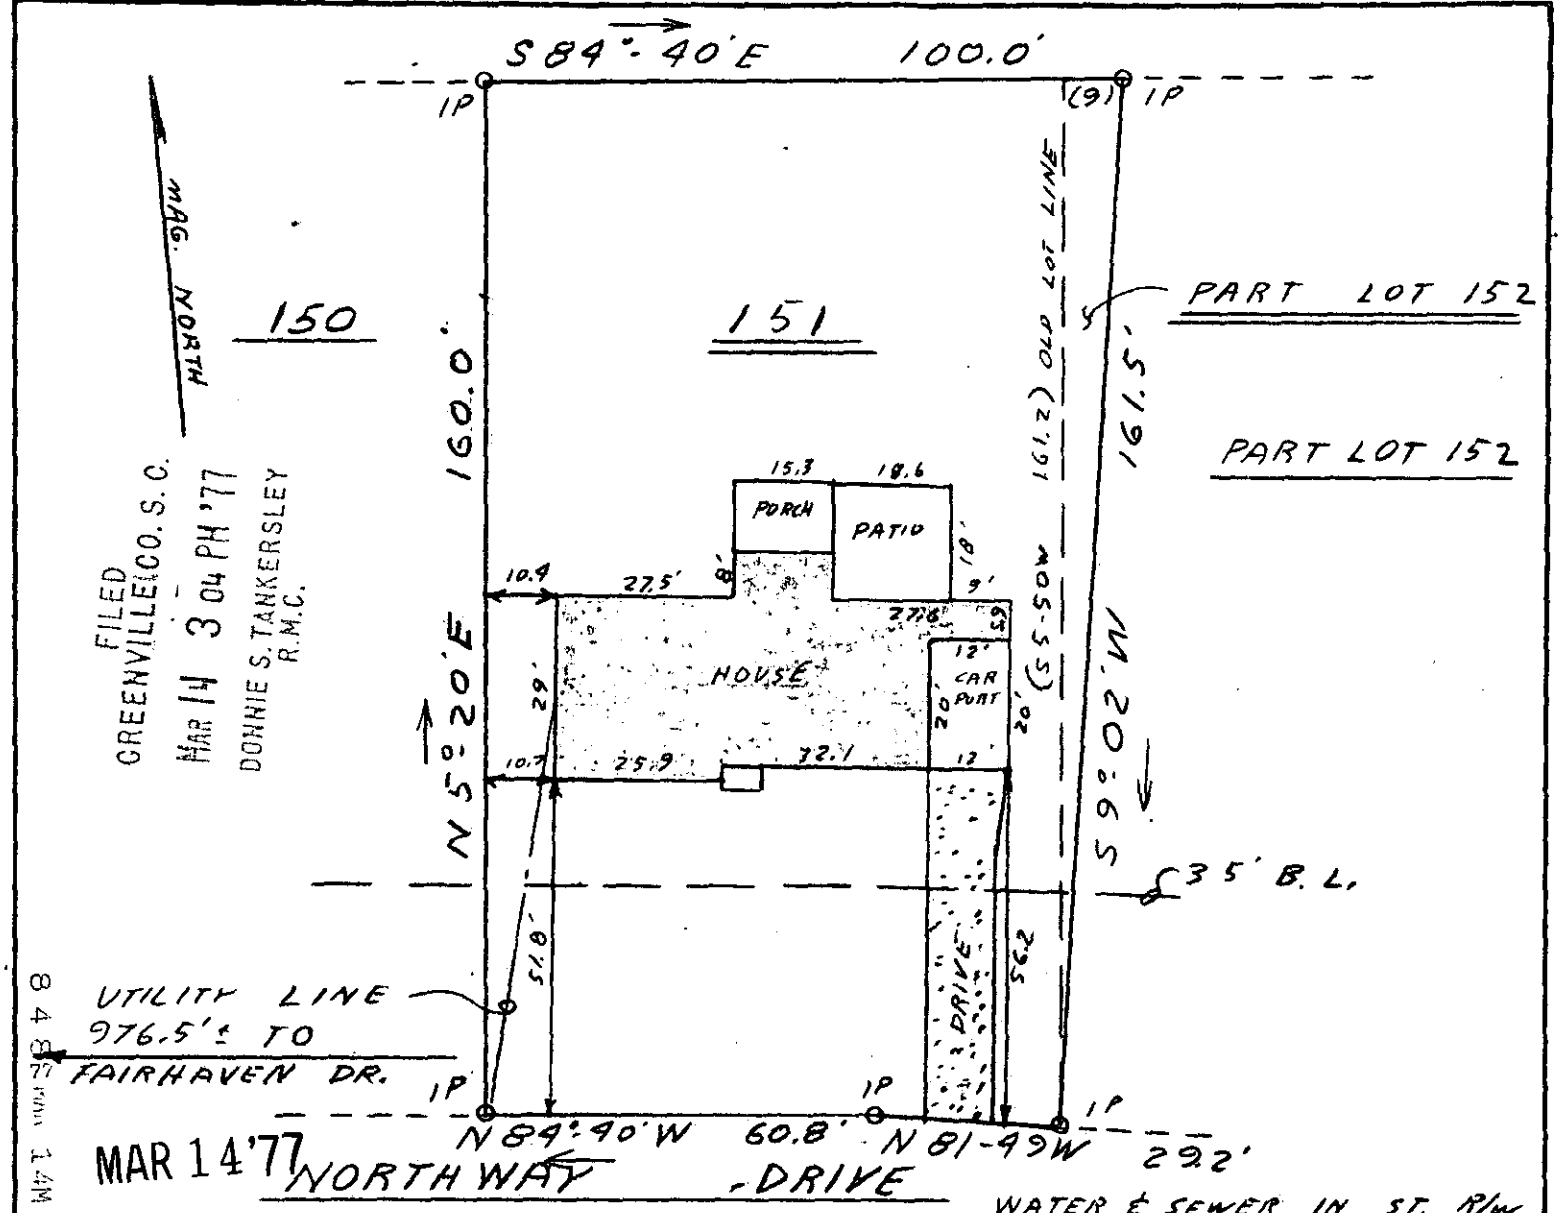 S 84°-40' E 100.0'
IP
(9) IP
MAG. NORTH
150
151
PART LOT 152
160.0'
N 5°-20' E
161.2) OLD LOT LINE
(S 5-50W
161.5'
S 9°-20' W
PART LOT 152
FILED
GREENVILLE CO. S. C.
MAR 14 3 04 PM '77
DONNIE S. TANKERSLEY
R.M.C.
15.3 18.6
PORCH
PATIO
18'
8'
10.4 27.5' 9'
27.6 5.9
HOUSE
12'
CAR
PORT
29'
20' 20'
10.7 25.9 32.1 12'
35' B. L.
51.8'
56.2
DRIVE
UTILITY LINE
976.5'± TO
FAIRHAVEN DR.
IP
IP
IP
N 84°-40' W 60.8' N 81-49W 29.2'
MAR 14 '77
NORTHWAY DRIVE
WATER & SEWER IN ST. R/W